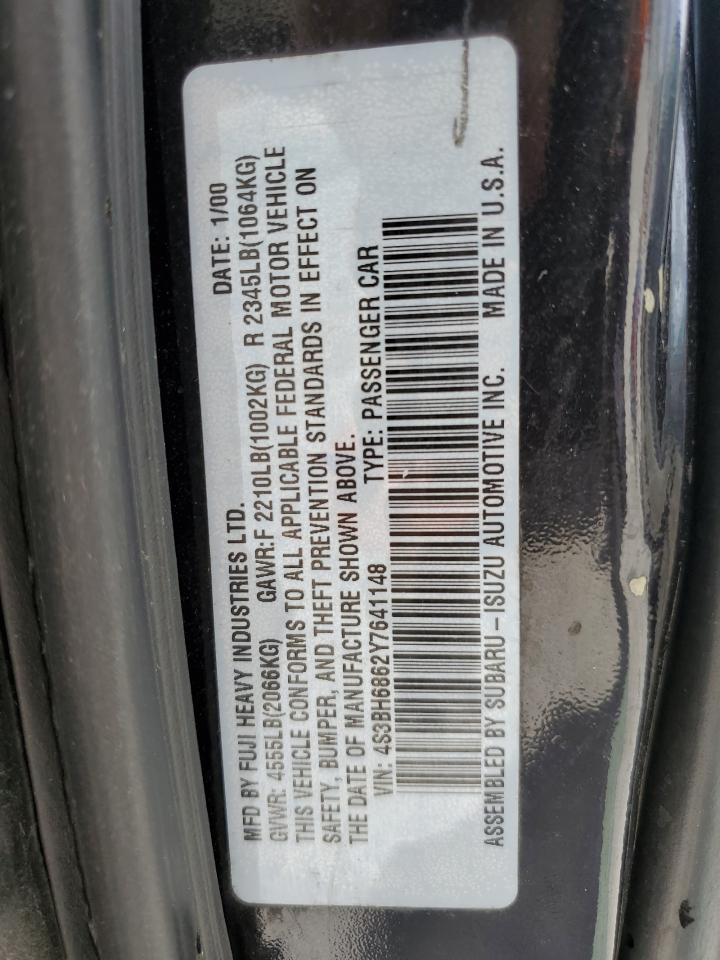 MFD BY FUJI HEAVY INDUSTRIES LTD. DATE: 1/00
GVWR: 4555LB(2066KG) GAWR:F 2210LB(1002KG) R 2345LB(1064KG)
THIS VEHICLE CONFORMS TO ALL APPLICABLE FEDERAL MOTOR VEHICLE
SAFETY, BUMPER, AND THEFT PREVENTION STANDARDS IN EFFECT ON
THE DATE OF MANUFACTURE SHOWN ABOVE.
VIN: 4S3BH6862Y7641148 TYPE: PASSENGER CAR
ASSEMBLED BY SUBARU-ISUZU AUTOMOTIVE INC. MADE IN U.S.A.